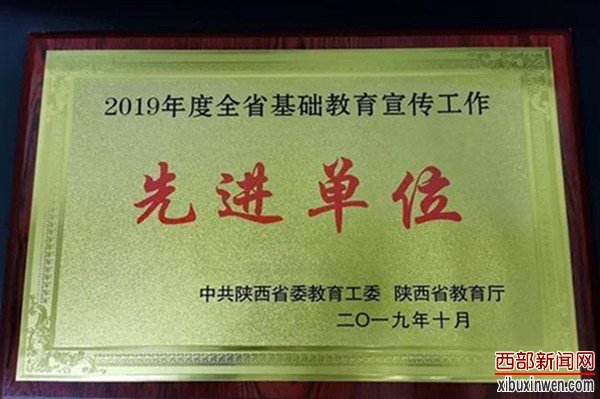 2019年度全省基础教育宣传工作
先进单位
中共陕西省委教育工委 陕西省教育厅
二〇一九年十月
西部新闻网
xibuxinwen.com